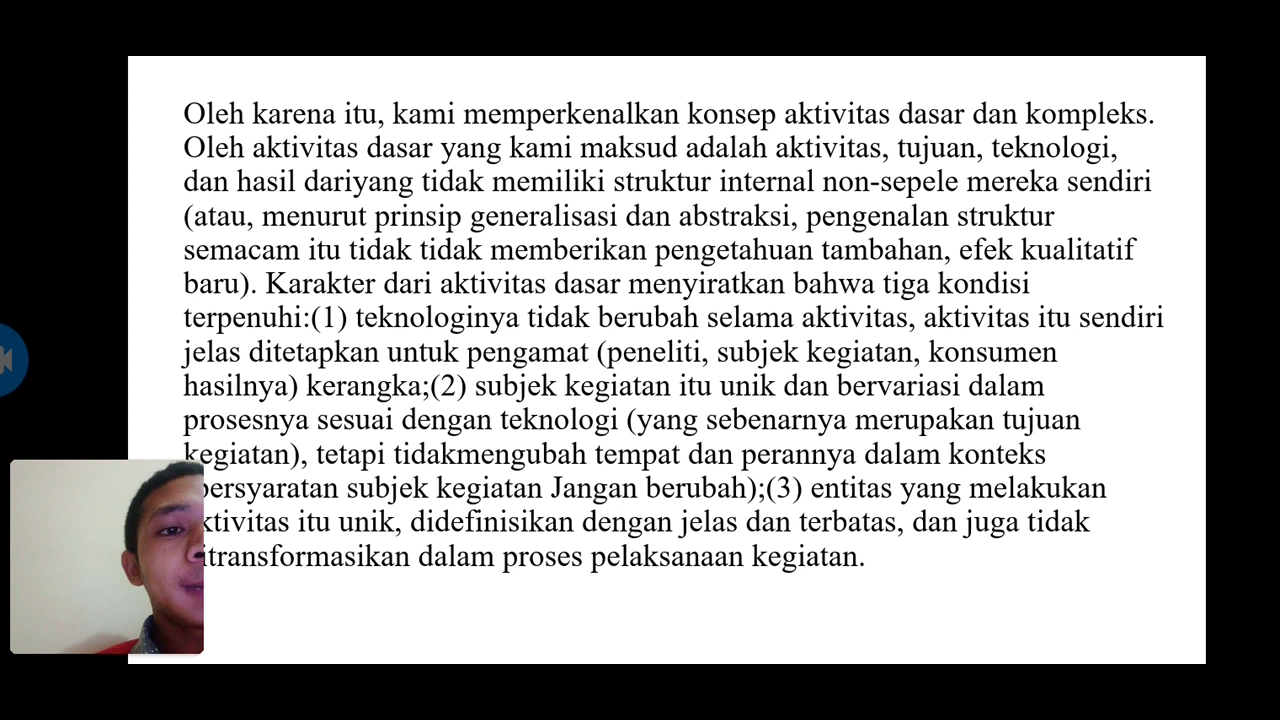 Oleh karena itu, kami memperkenalkan konsep aktivitas dasar dan kompleks.
Oleh aktivitas dasar yang kami maksud adalah aktivitas, tujuan, teknologi,
dan hasil dariyang tidak memiliki struktur internal non-sepele mereka sendiri
(atau, menurut prinsip generalisasi dan abstraksi, pengenalan struktur
semacam itu tidak tidak memberikan pengetahuan tambahan, efek kualitatif
baru). Karakter dari aktivitas dasar menyiratkan bahwa tiga kondisi
terpenuhi:(1) teknologinya tidak berubah selama aktivitas, aktivitas itu sendiri
jelas ditetapkan untuk pengamat (peneliti, subjek kegiatan, konsumen
hasilnya) kerangka;(2) subjek kegiatan itu unik dan bervariasi dalam
prosesnya sesuai dengan teknologi (yang sebenarnya merupakan tujuan
kegiatan), tetapi tidakmengubah tempat dan perannya dalam konteks
subjek kegiatan Jangan berubah);(3) entitas yang melakukan
itu unik, didefinisikan dengan jelas dan terbatas, dan juga tidak
dalam proses pelaksanaan kegiatan.